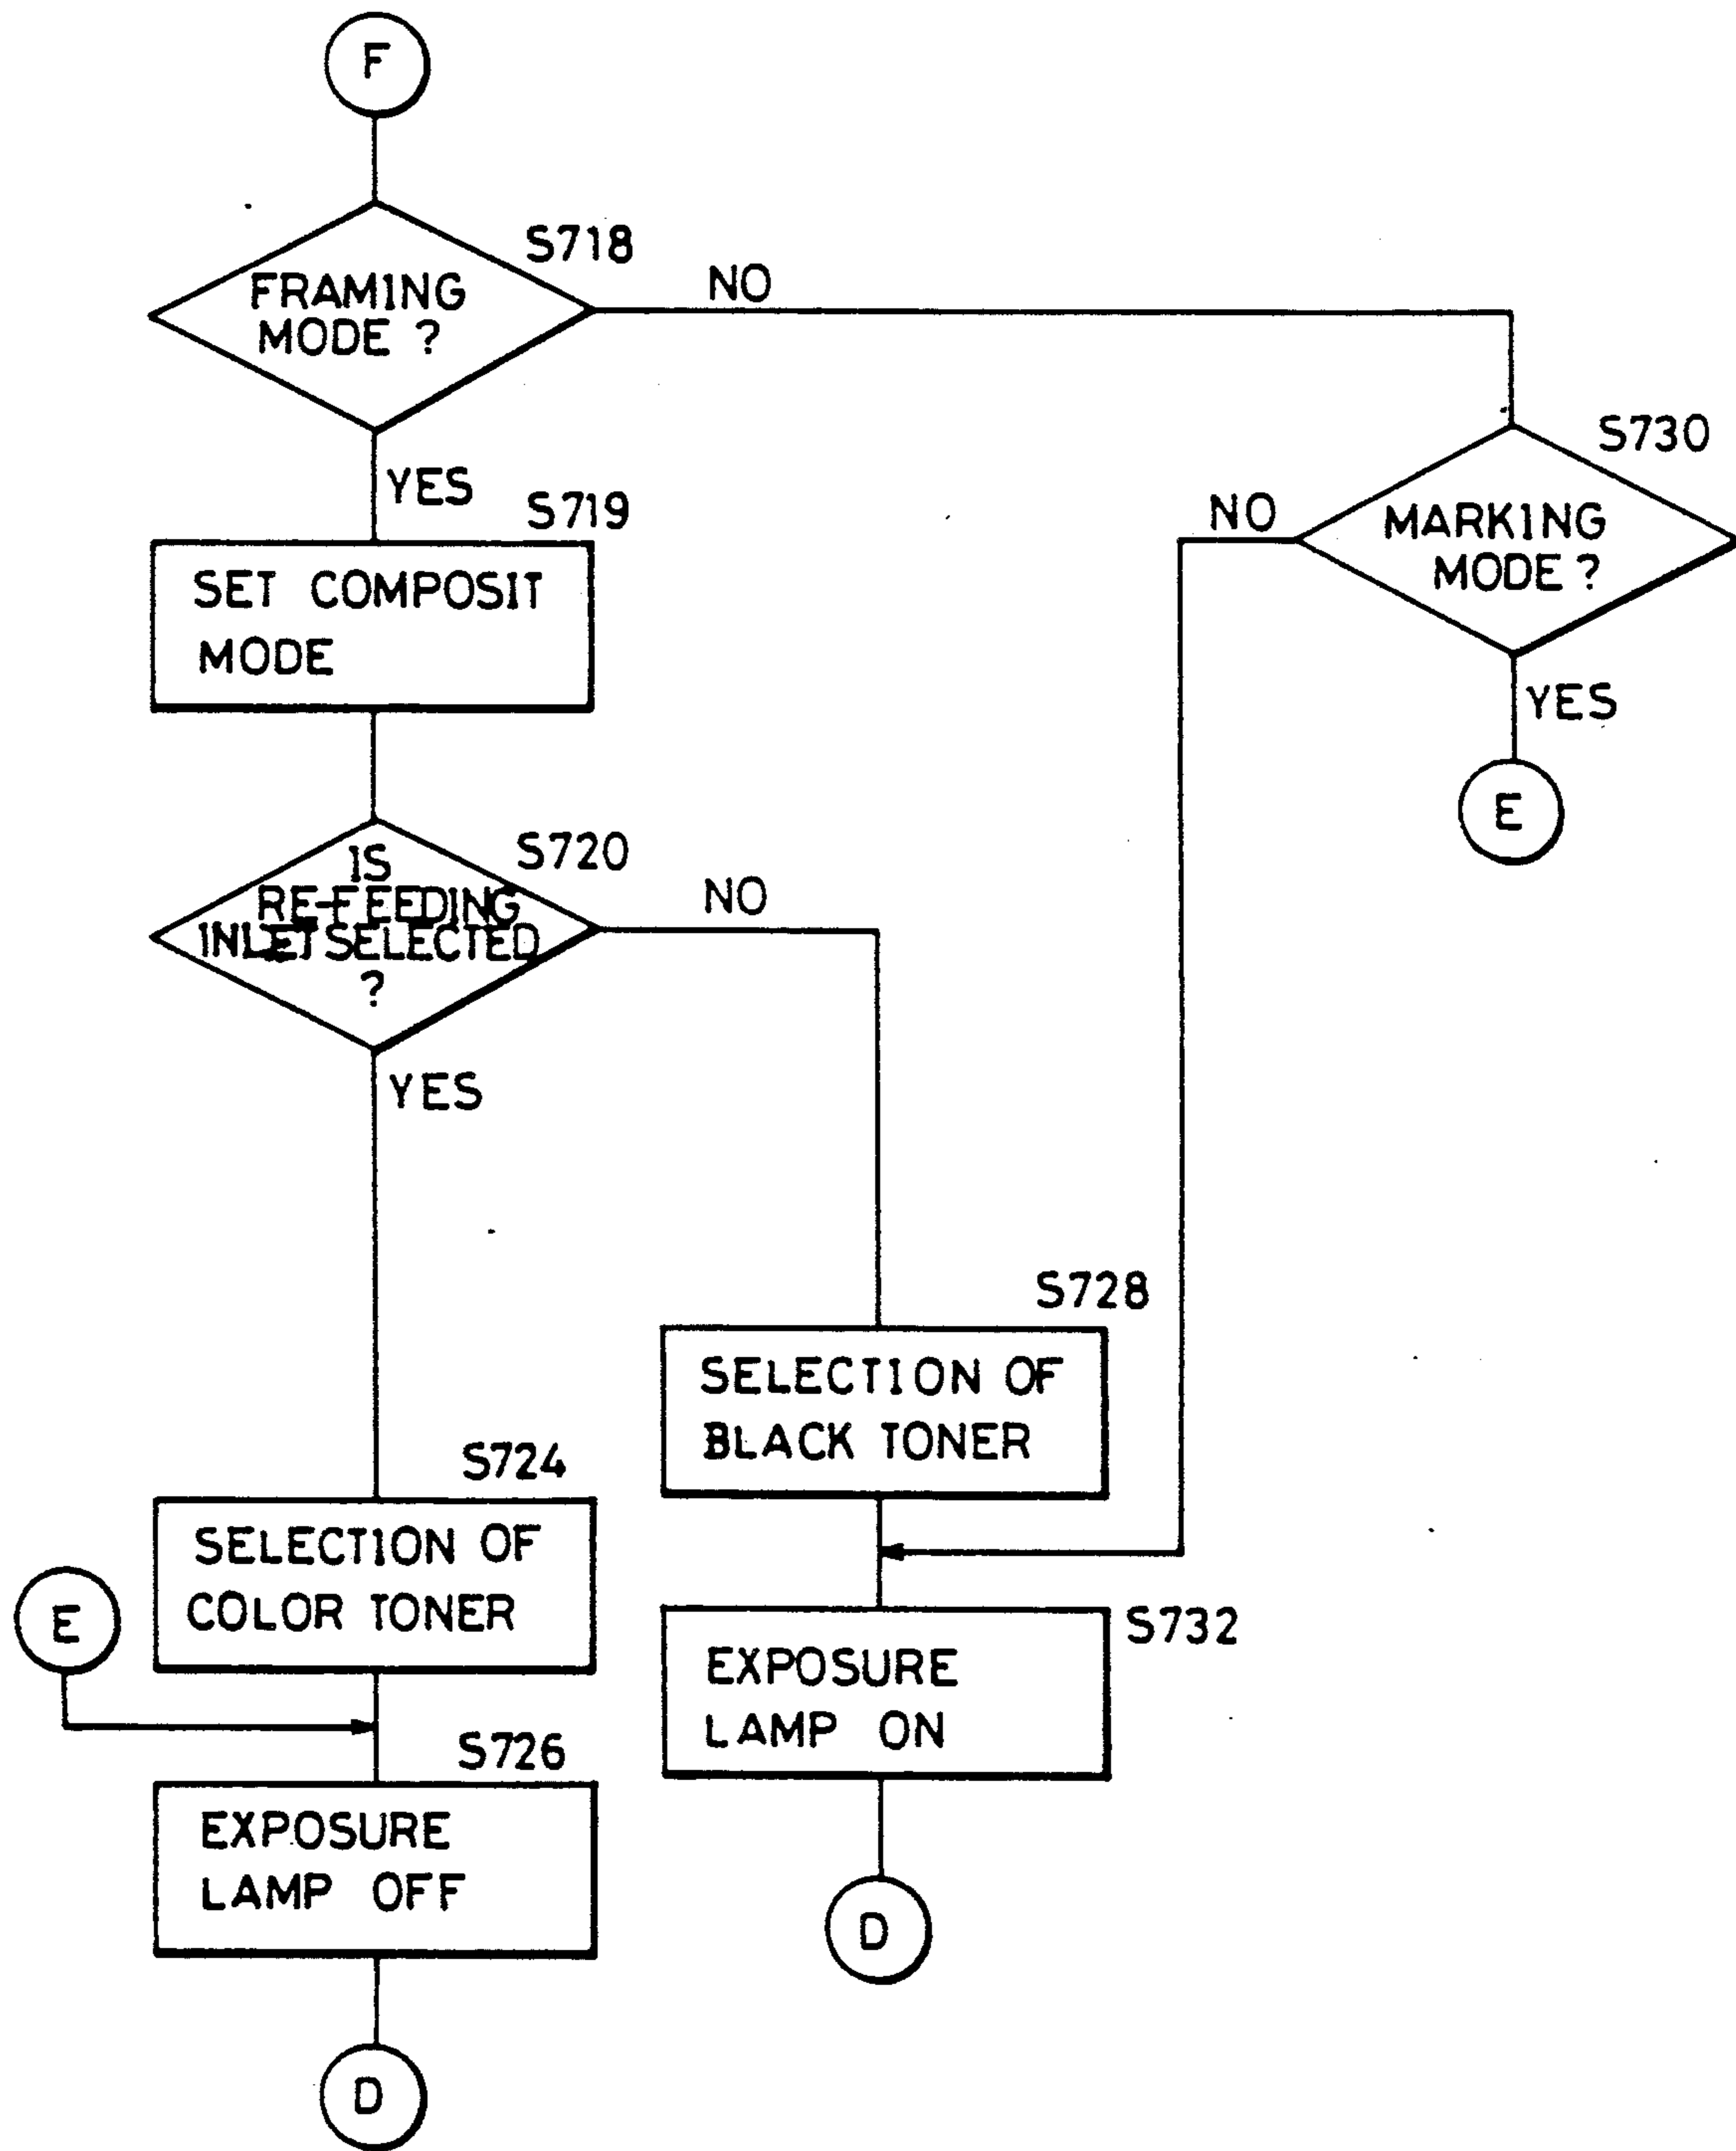 F
S718
FRAMING
MODE ?
NO
YES
S730
MARKING
MODE ?
NO
YES
E
S719
SET COMPOSIT
MODE
S720
IS
RE-FEEDING
INLET SELECTED
?
NO
YES
S728
SELECTION OF
BLACK TONER
S724
SELECTION OF
COLOR TONER
E
S732
EXPOSURE
LAMP ON
S726
EXPOSURE
LAMP OFF
D
D